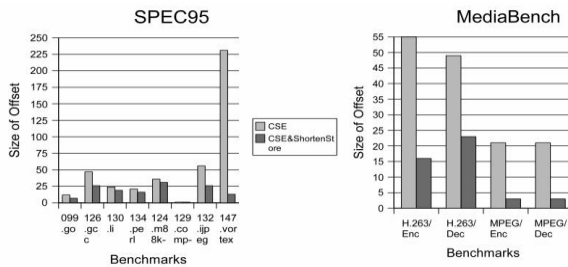 SPEC95
MediaBench
250
225
200
175
150
125
100
75
50
25
0
Size of Offset
099 126 130 134 124 129 132 147
.go .gc .li .pe .m8 .co .ijp .vor
c rl 8k- mp- eg tex
Benchmarks
CSE
CSE&ShortenSt
ore
55
50
45
40
35
30
25
20
15
10
5
0
Size of Offset
H.263/ H.263/ MPEG/ MPEG/
Enc Dec Enc Dec
Benchmarks